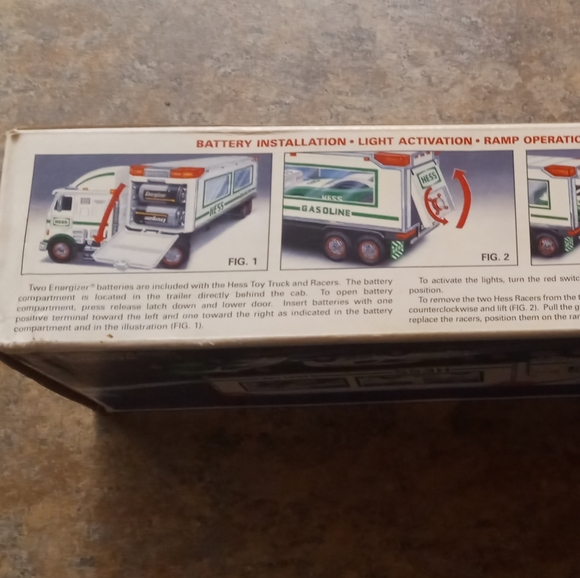 BATTERY INSTALLATION • LIGHT ACTIVATION • RAMP OPERATIO
HESS
Energizer
FIG. 1
HESS
HESS
GASOLINE
HESS
FIG. 2
Two Energizer® batteries are included with the Hess Toy Truck and Racers. The battery
compartment is located in the trailer directly behind the cab. To open battery
compartment, press release latch down and lower door. Insert batteries with one
positive terminal toward the left and one toward the right as indicated in the battery
compartment and in the illustration (FIG. 1).
To activate the lights, turn the red switc
position.
To remove the two Hess Racers from the
counterclockwise and lift (FIG. 2). Pull the g
replace the racers, position them on the ra